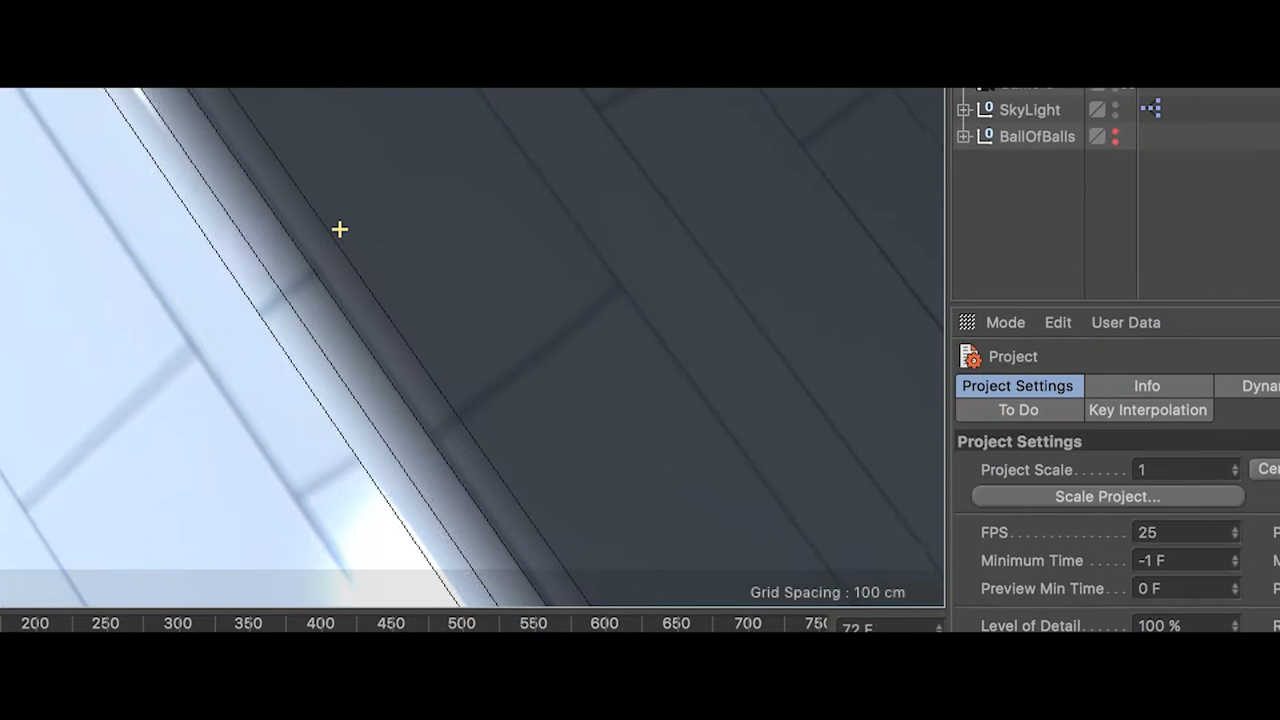 SkyLight
BallOfBalls
Mode Edit User Data
Project
Project Settings Info
To Do Key Interpolation
Project Settings
Project Scale....... 1
Scale Project...
FPS.............. 25
Minimum Time ..... -1 F
Preview Min Time.... 0 F
Grid Spacing : 100 cm
Level of Detail....... 100 %
200 250 300 350 400 450 500 550 600 650 700 72 F